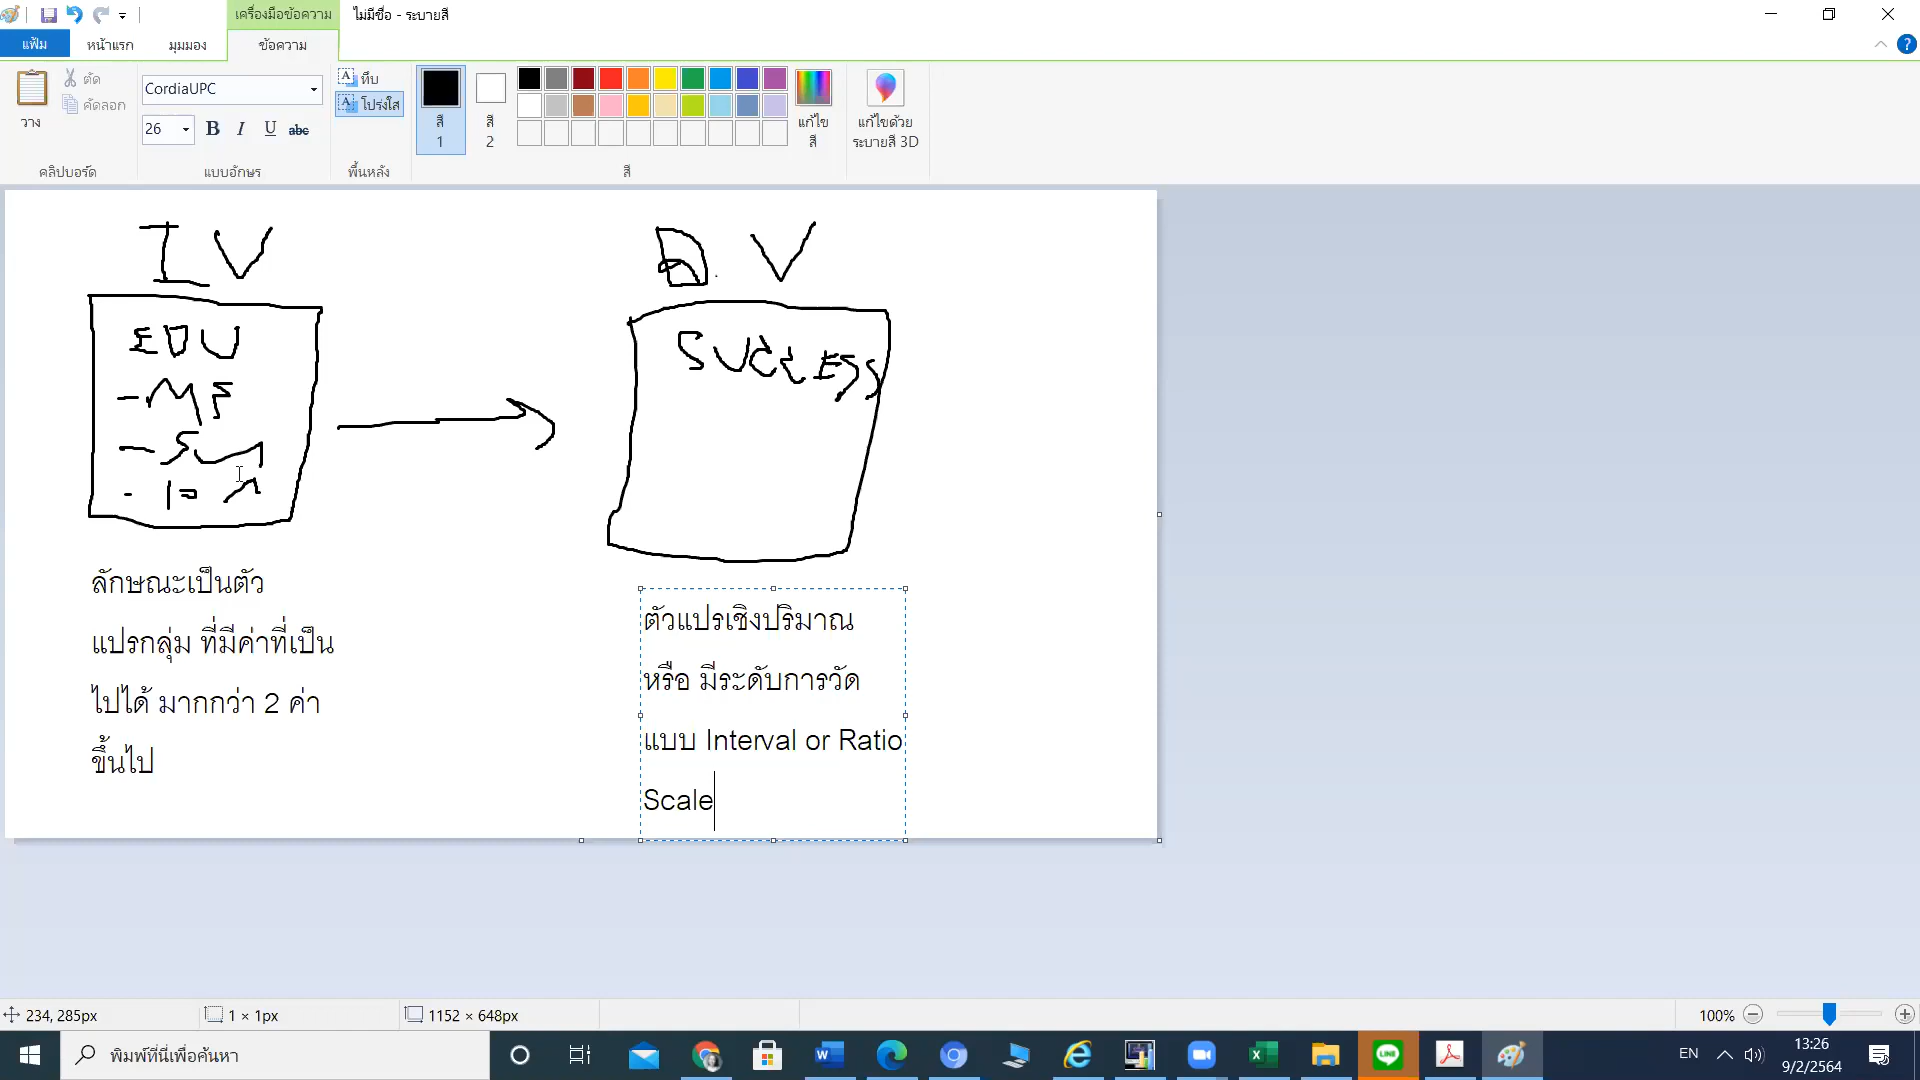 เครื่องมือข้อความ
ไม่มีชื่อ - ระบายสี
แฟ้ม
หน้าแรก
มุมมอง
ข้อความ
วาง
ตัด
คัดลอก
คลิปบอร์ด
CordiaUPC
26
B I U abc
แบบอักษร
ทึบ
โปร่งใส
พื้นหลัง
สี
1
สี
2
แก้ไข
สี
สี
แก้ไขด้วย
ระบายสี 3D
I V
D V
EDU
SUCCESS
ลักษณะเป็นตัว
แปรกลุ่ม ที่มีค่าที่เป็น
ไปได้ มากกว่า 2 ค่า
ขึ้นไป
ตัวแปรเชิงปริมาณ
หรือ มีระดับการวัด
แบบ Interval or Ratio
Scale
234, 285px
1 × 1px
1152 × 648px
100%
พิมพ์ที่นี่เพื่อค้นหา
LINE
EN
13:26
9/2/2564